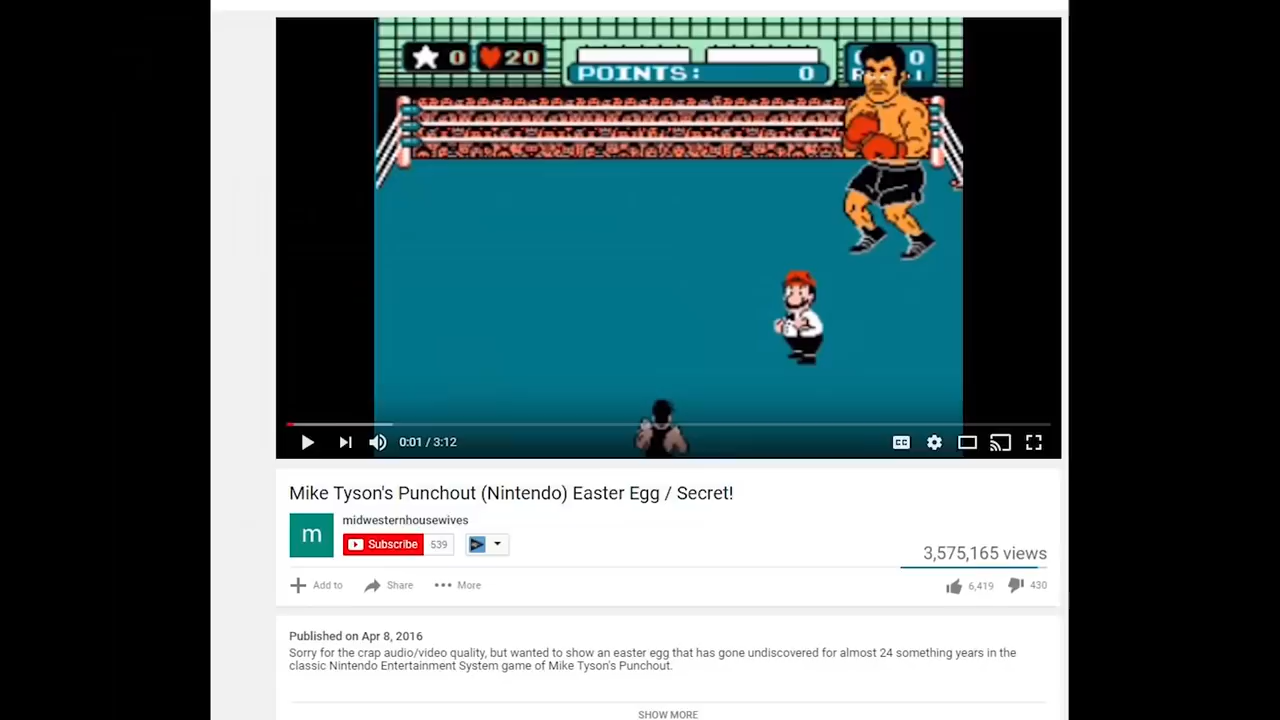 0 20
POINTS: 0
0
0:01 / 3:12
CC
Mike Tyson's Punchout (Nintendo) Easter Egg / Secret!
m
midwesternhousewives
Subscribe 539
3,575,165 views
Add to Share More
6,419 430
Published on Apr 8, 2016
Sorry for the crap audio/video quality, but wanted to show an easter egg that has gone undiscovered for almost 24 something years in the
classic Nintendo Entertainment System game of Mike Tyson's Punchout.
SHOW MORE